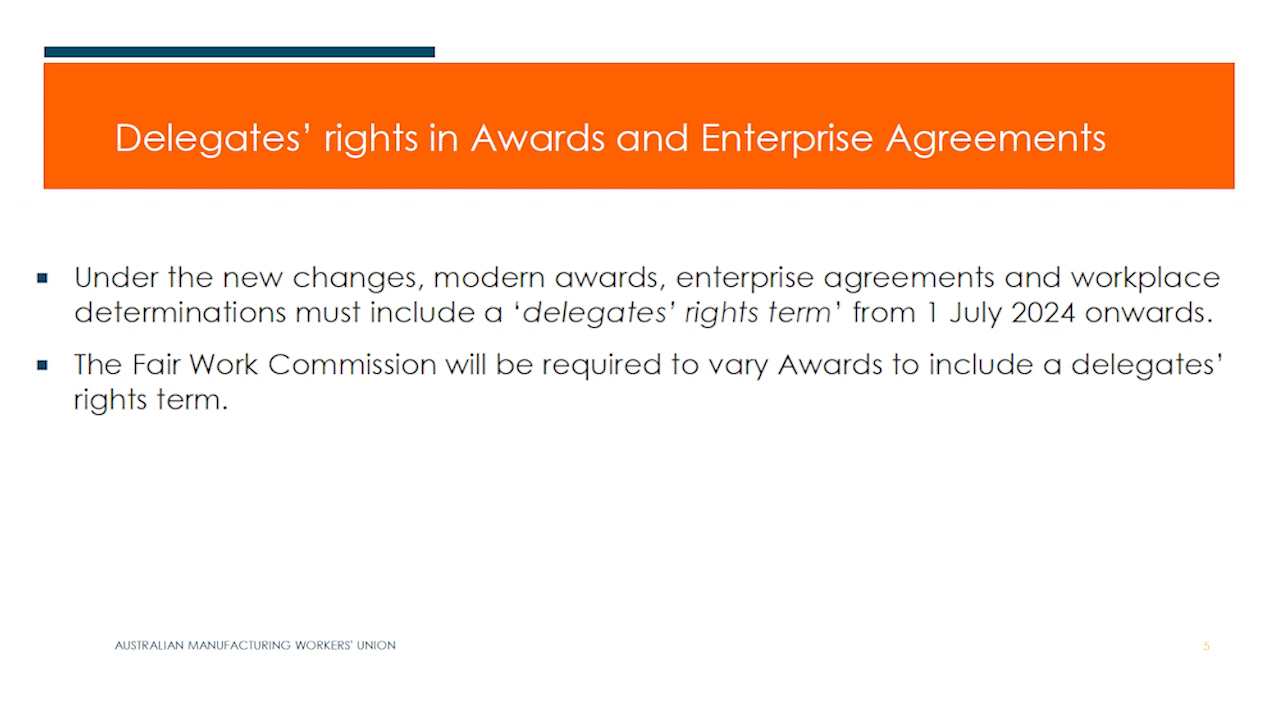 Delegates’ rights in Awards and Enterprise Agreements
▪ Under the new changes, modern awards, enterprise agreements and workplace
determinations must include a ‘delegates’ rights term’ from 1 July 2024 onwards.
▪ The Fair Work Commission will be required to vary Awards to include a delegates’
rights term.
AUSTRALIAN MANUFACTURING WORKERS’ UNION
5